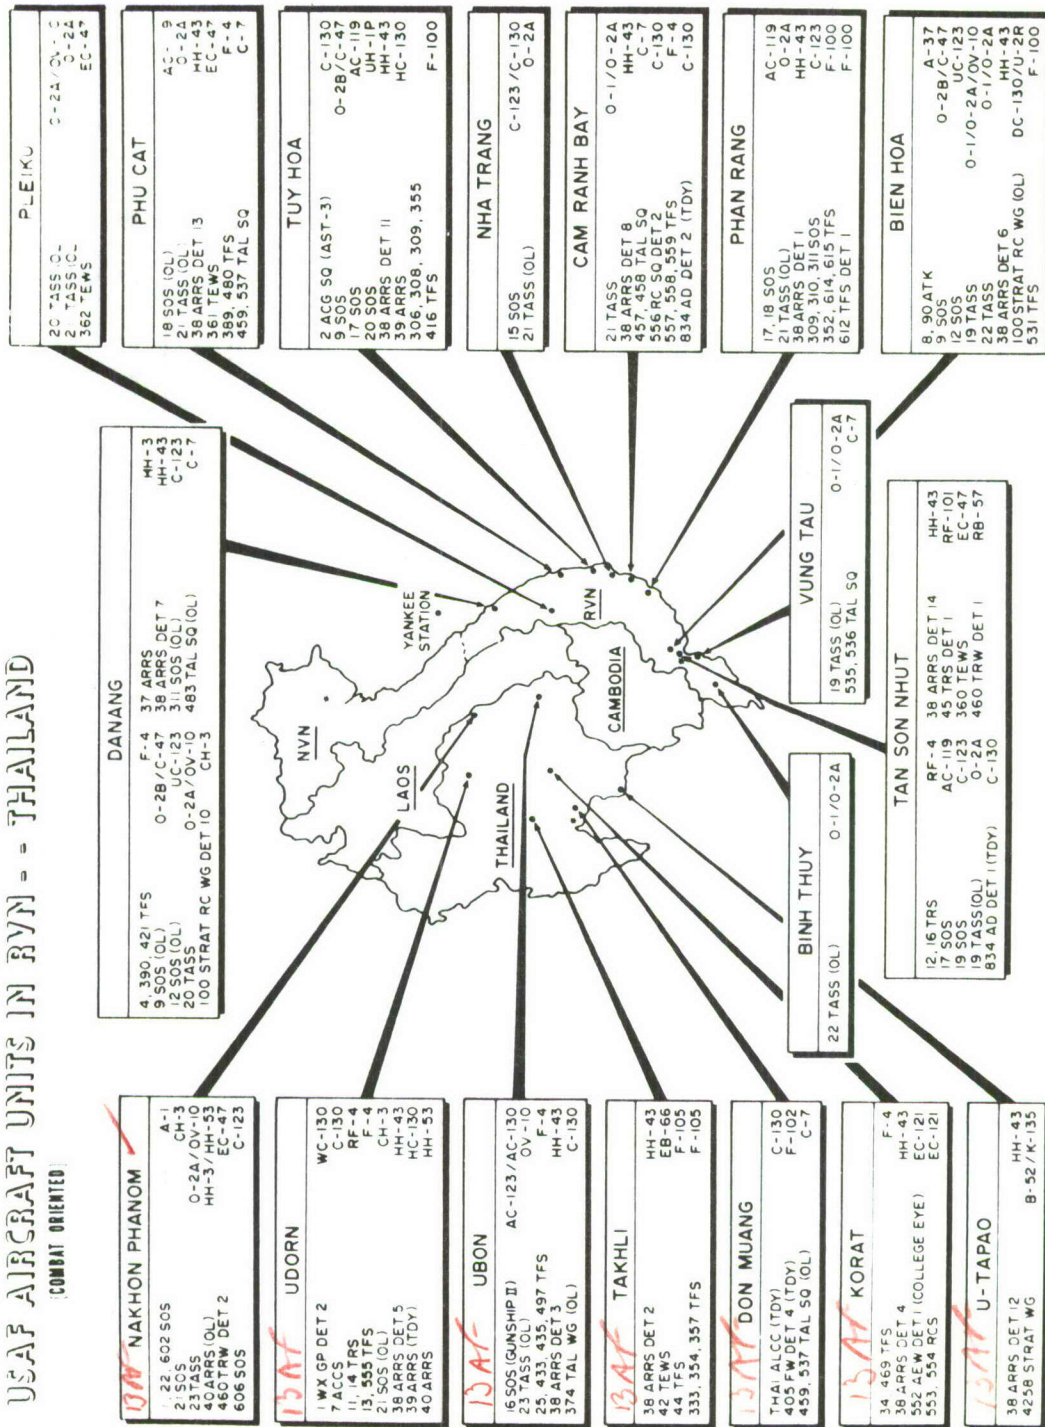 USAF AIRCRAFT UNITS IN RVN - THAILAND
(COMBAT ORIENTED)
13 AF
NAKHON PHANOM
1, 22, 602 SOS A-1
21 SOS CH-3
23 TASS O-2A/OV-10
40 ARRS (OL) HH-3/HH-53
460 TRW DET 2 EC-47
606 SOS C-123
UDORN
1 WX GP DET 2 WC-130
7 ACCS C-130
11, 14 TRS RF-4
13, 555 TFS F-4
21 SOS (OL) CH-3
38 ARRS DET 5 HH-43
39 ARRS (TDY) HC-130
40 ARRS HH-53
13 AF
UBON
16 SOS (GUNSHIP II) AC-123/AC-130
23 TASS (OL) OV-10
25, 433, 435, 497 TFS F-4
38 ARRS DET 3 HH-43
374 TAL WG (OL) C-130
13 AF
TAKHLI
38 ARRS DET 2 HH-43
42 TEWS EB-66
44 TFS F-105
333, 354, 357 TFS F-105
13 AF
DON MUANG
THAI ALCC (TDY) C-130
405 FW DET 4 (TDY) F-102
459, 537 TAL SQ (OL) C-7
13 AF
KORAT
34, 469 TFS F-4
38 ARRS DET 4 HH-43
552 AEW DET 1 (COLLEGE EYE) EC-121
553, 554 RCS EC-121
13 AF
U-TAPAO
38 ARRS DET 12 HH-43
4258 STRAT WG B-52/K-135
DANANG
4, 390, 421 TFS F-4 37 ARRS HH-3
9 SOS (OL) O-2B/C-47 38 ARRS DET 7 HH-43
12 SOS (OL) UC-123 311 SOS (OL) C-123
20 TASS O-2A/OV-10 483 TAL SQ (OL) C-7
100 STRAT RC WG DET 10 CH-3
NVN
LAOS
YANKEE
STATION
THAILAND
CAMBODIA
RVN
BINH THUY
22 TASS (OL) O-1/O-2A
VUNG TAU
19 TASS (OL) O-1/O-2A
535, 536 TAL SQ C-7
TAN SON NHUT
12, 16 TRS RF-4 38 ARRS DET 14 HH-43
17 SOS AC-119 45 TRS DET 1 RF-101
19 SOS C-123 360 TEWS EC-47
19 TASS (OL) O-2A 460 TRW DET 1 RB-57
834 AD DET 1 (TDY) C-130
PLEIKU
20 TASS
TASS
O-2A
362 TEWS EC-47
PHU CAT
18 SOS (OL)
21 TASS (OL) O-2A
38 ARRS DET 13 HH-43
361 TEWS EC-47
389, 480 TFS F-4
459, 537 TAL SQ C-7
TUY HOA
2 ACG SQ (AST-3) C-130
9 SOS O-2B/C-47
17 SOS AC-119
20 SOS UH-1P
38 ARRS DET 11 HH-43
39 ARRS HC-130
306, 308, 309, 355
416 TFS F-100
NHA TRANG
15 SOS C-123/C-130
21 TASS (OL) O-2A
CAM RANH BAY
21 TASS O-1/O-2A
38 ARRS DET 8 HH-43
457, 458 TAL SQ C-7
556 RC SQ DET 2 C-130
557, 558, 559 TFS F-4
834 AD DET 2 (TDY) C-130
PHAN RANG
17, 18 SOS AC-119
21 TASS (OL) O-2A
38 ARRS DET 1 HH-43
309, 310, 311 SOS C-123
352, 614, 615 TFS F-100
612 TFS DET 1 F-100
BIEN HOA
8, 90 ATK A-37
9 SOS O-2B/C-47
12 SOS UC-123
19 TASS O-1/O-2A/OV-10
22 TASS O-1/O-2A
38 ARRS DET 6 HH-43
100 STRAT RC WG (OL) DC-130/U-2R
531 TFS F-100